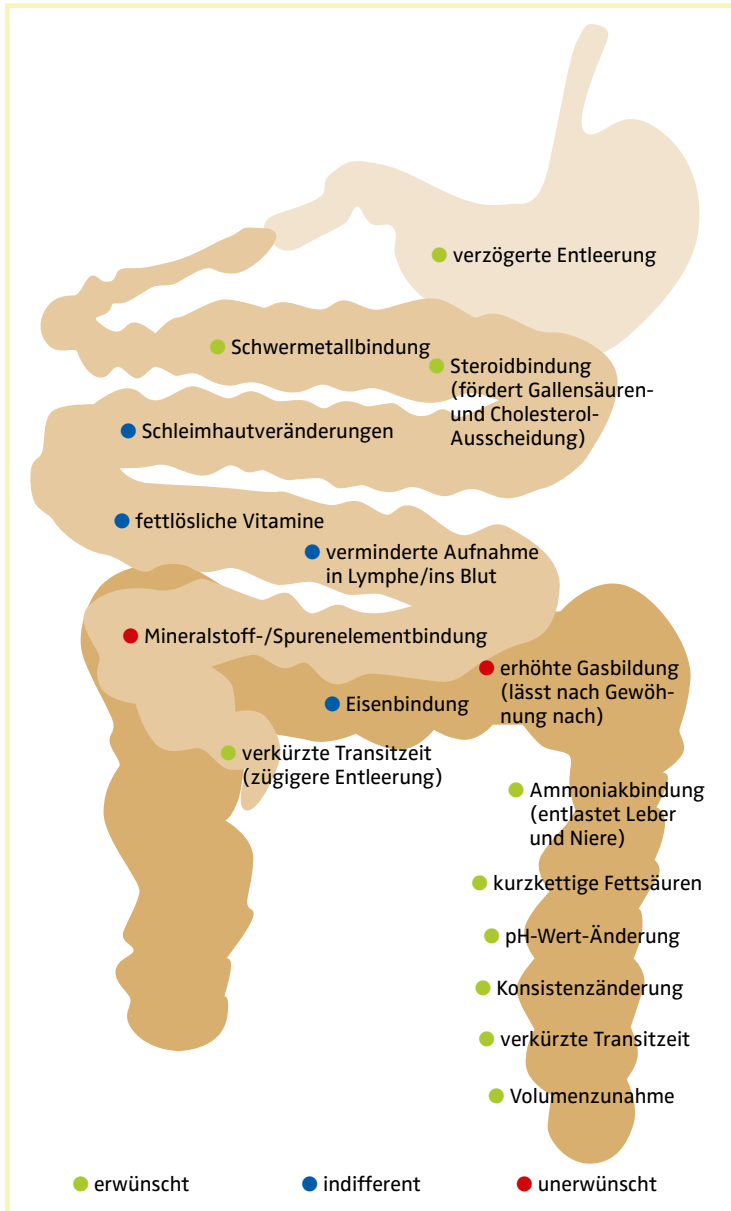 verzögerte Entleerung
Schwermetallbindung
Steroidbindung
(fördert Gallensäuren-
und Cholesterol-
Ausscheidung)
Schleimhautveränderungen
fettlösliche Vitamine
verminderte Aufnahme
in Lymphe/ins Blut
Mineralstoff-/Spurenelementbindung
erhöhte Gasbildung
(lässt nach Gewöh-
nung nach)
Eisenbindung
verkürzte Transitzeit
(zügigere Entleerung)
Ammoniakbindung
(entlastet Leber
und Niere)
kurzkettige Fettsäuren
pH-Wert-Änderung
Konsistenzänderung
verkürzte Transitzeit
Volumenzunahme
erwünscht
indifferent
unerwünscht